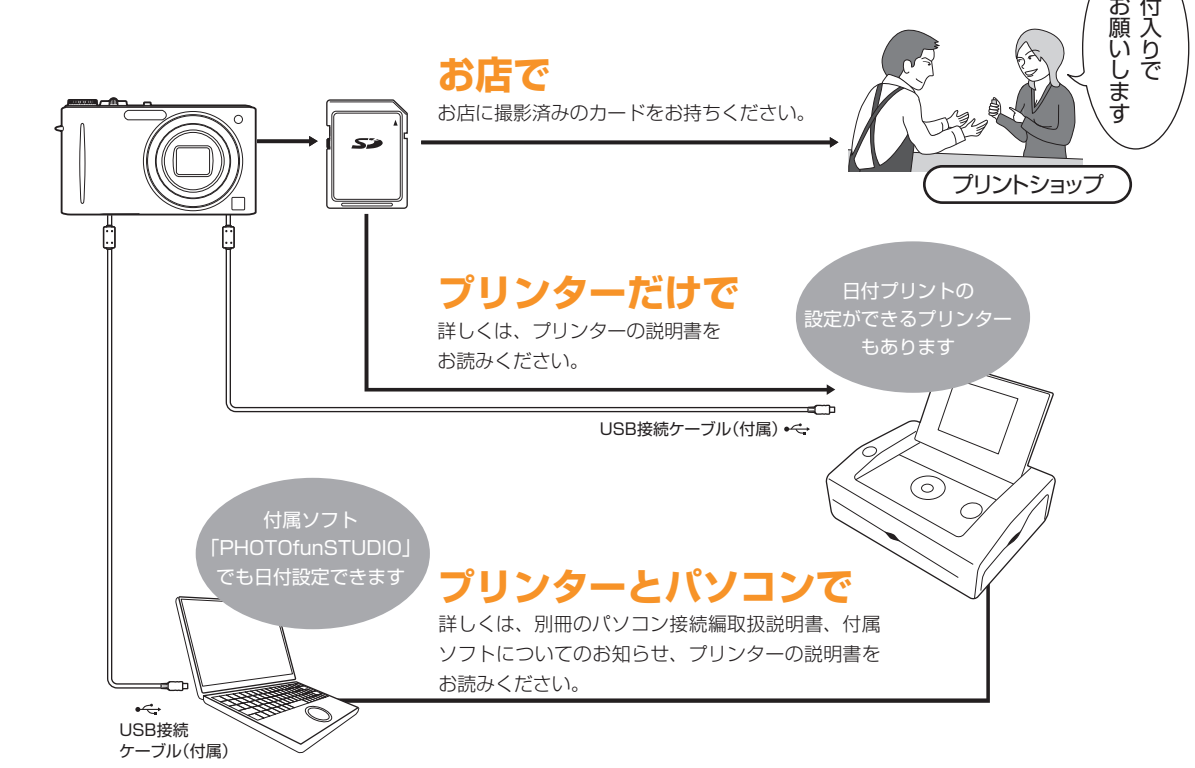 付入りで
お願いします
お店で
お店に撮影済みのカードをお持ちください。
SD
プリントショップ
プリンターだけで
詳しくは、プリンターの説明書を
お読みください。
日付プリントの
設定ができるプリンター
もあります
USB接続ケーブル(付属)
付属ソフト
「PHOTOfunSTUDIO」
でも日付設定できます
プリンターとパソコンで
詳しくは、別冊のパソコン接続編取扱説明書、付属
ソフトについてのお知らせ、プリンターの説明書を
お読みください。
USB接続
ケーブル(付属)